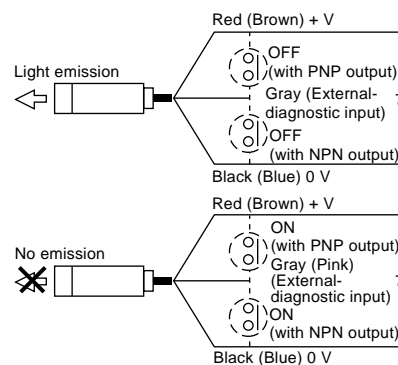 Red (Brown) + V
OFF
(with PNP output)
Light emission
Gray (External-
diagnostic input)
OFF
(with NPN output)
Black (Blue) 0 V
Red (Brown) + V
ON
(with PNP output)
No emission
Gray (Pink)
(External-
diagnostic input)
ON
(with NPN output)
Black (Blue) 0 V